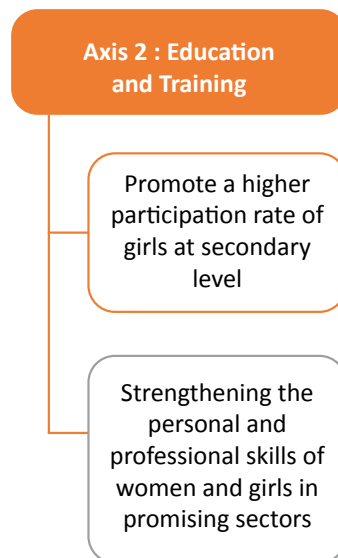 Axis 2 : Education
and Training
Promote a higher
participation rate of
girls at secondary
level
Strengthening the
personal and
professional skills of
women and girls in
promising sectors